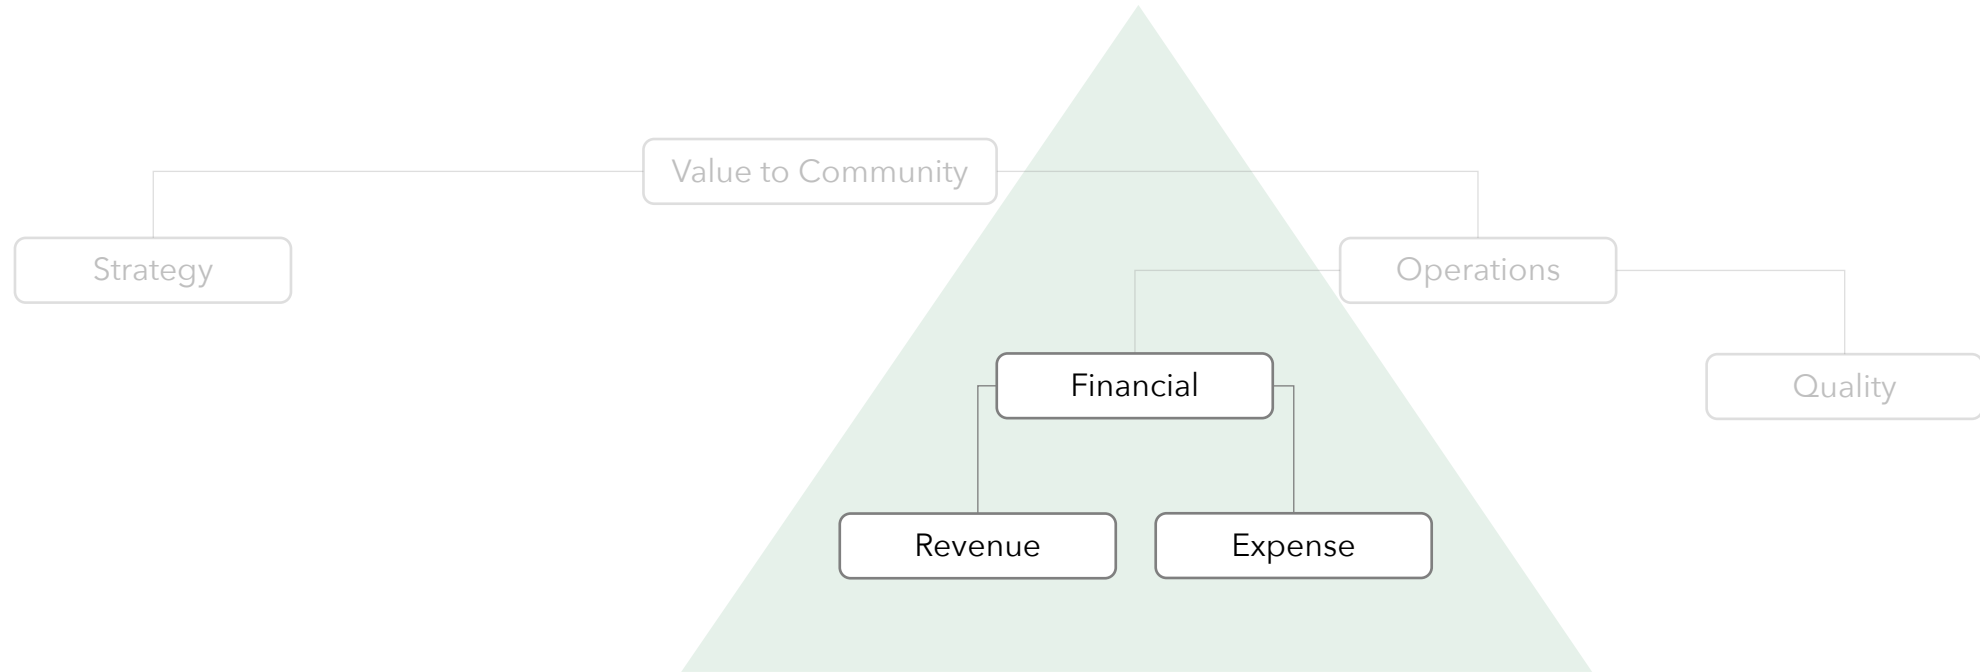 Value to Community
Strategy
Operations
Financial
Quality
Revenue
Expense